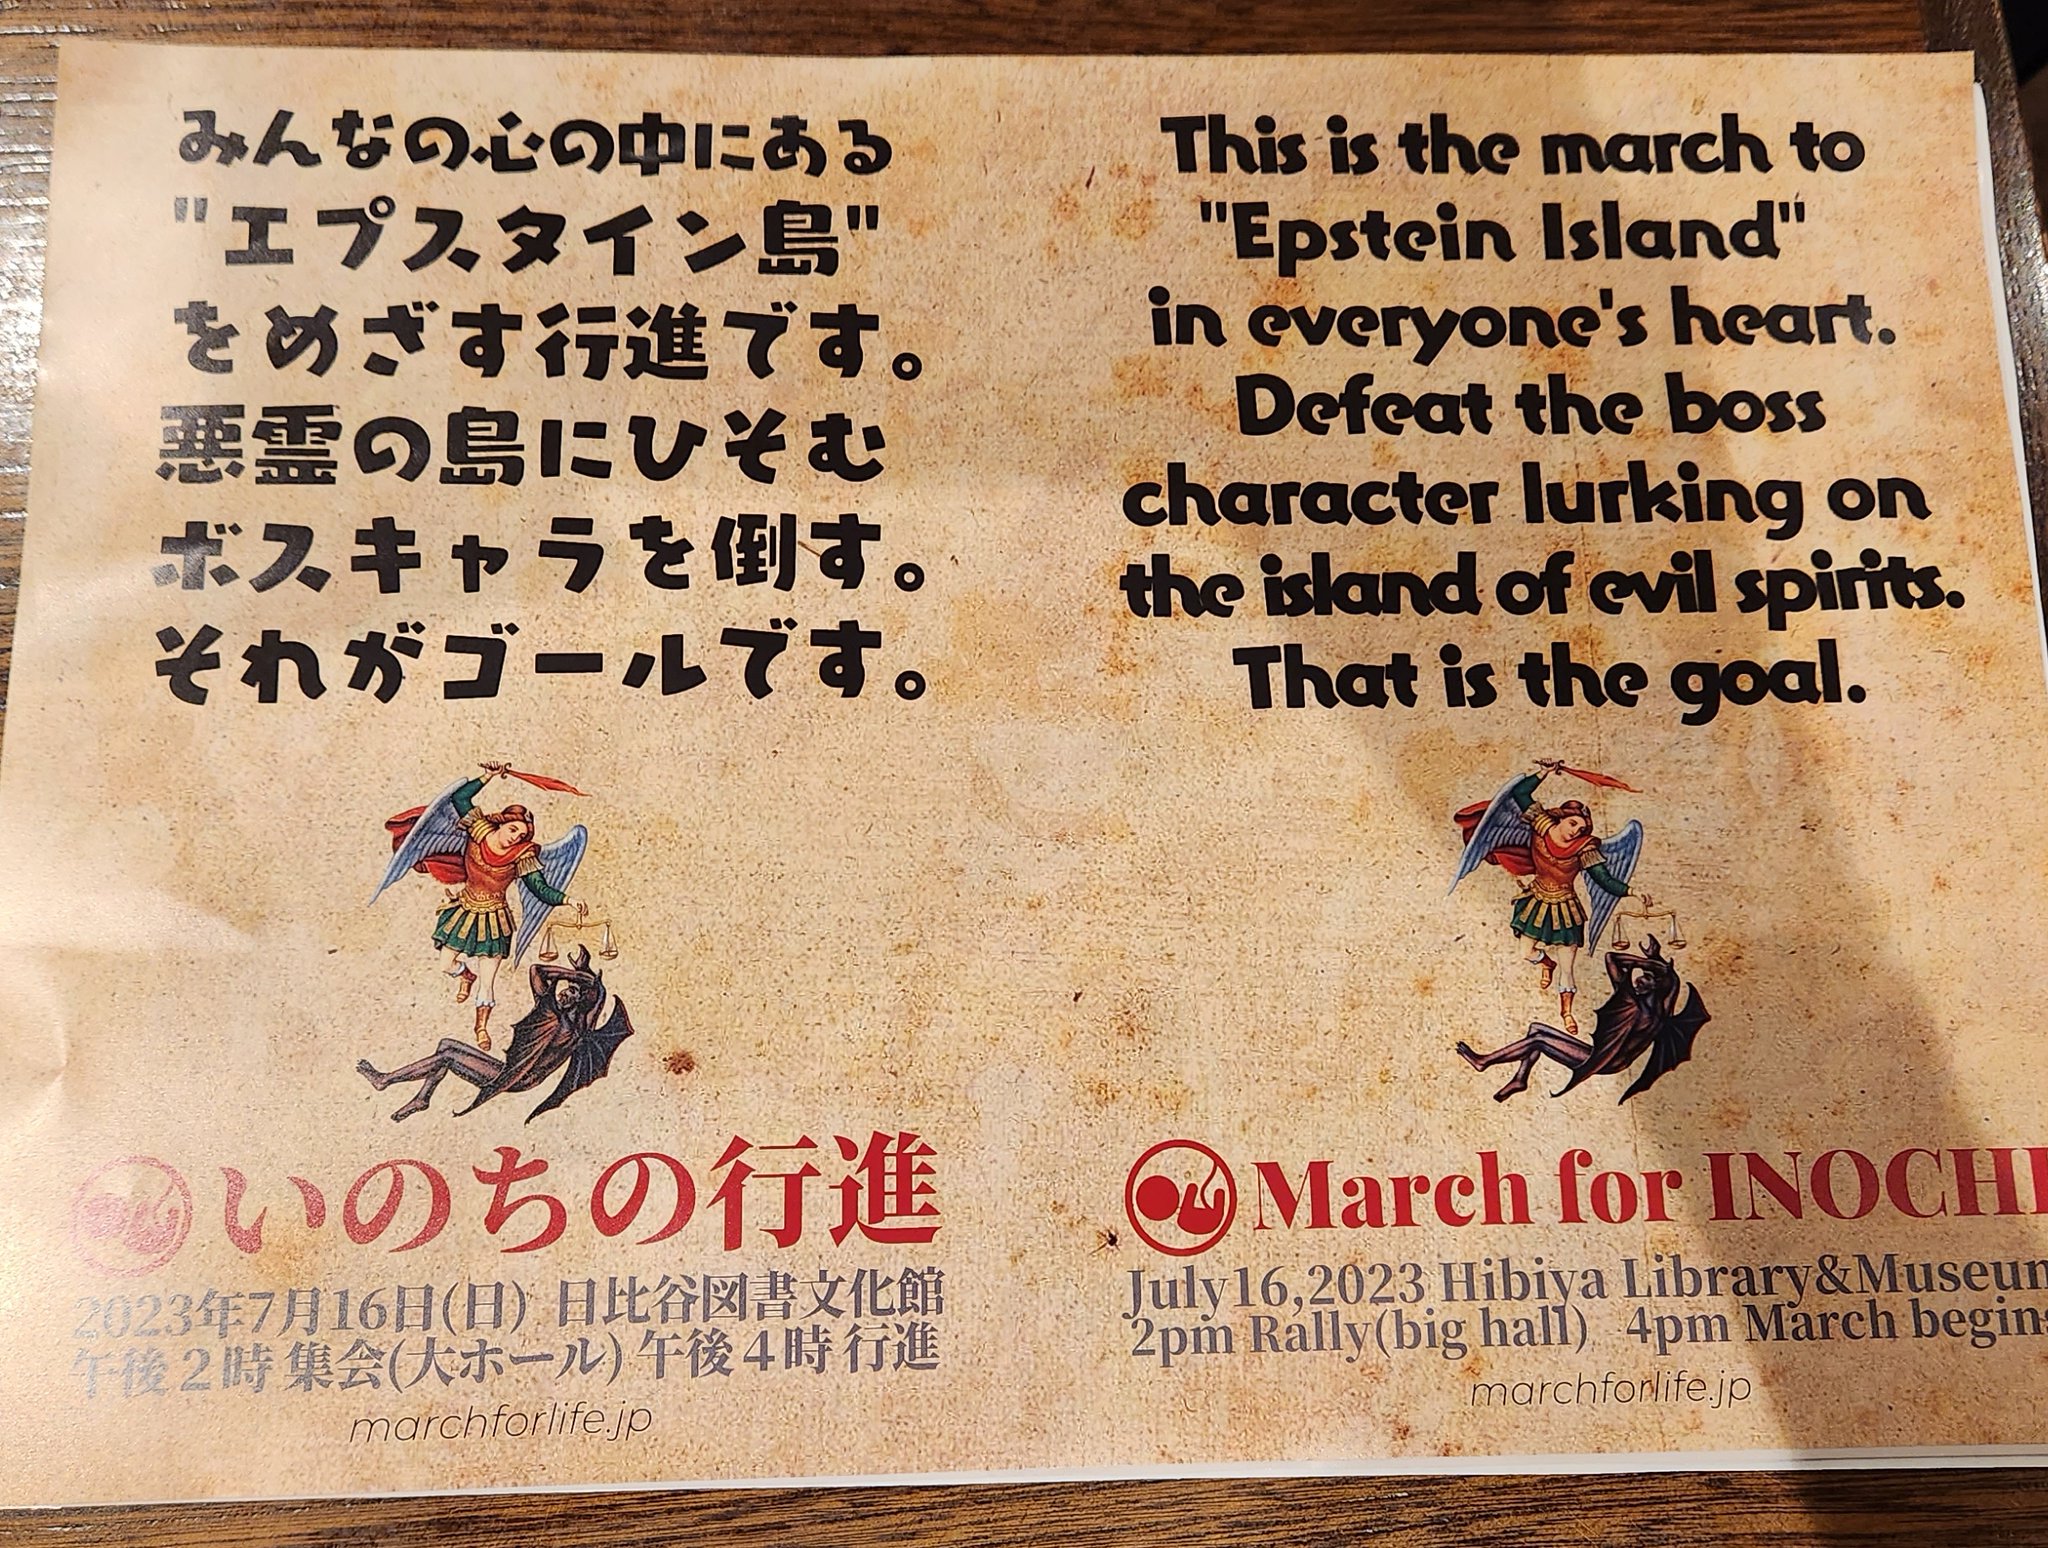 みんなの心の中にある
"エプスタイン島"
をめざす行進です。
悪霊の島にひそむ
ボスキャラを倒す。
それがゴールです。
いのちの行進
2023年7月16日(日) 日比谷図書文化館
午後２時 集会(大ホール) 午後４時 行進
marchforlife.jp
This is the march to
"Epstein Island"
in everyone's heart.
Defeat the boss
character lurking on
the island of evil spirits.
That is the goal.
March for INOCHI
July16,2023 Hibiya Library&Museum
2pm Rally(big hall) 4pm March begins
marchforlife.jp